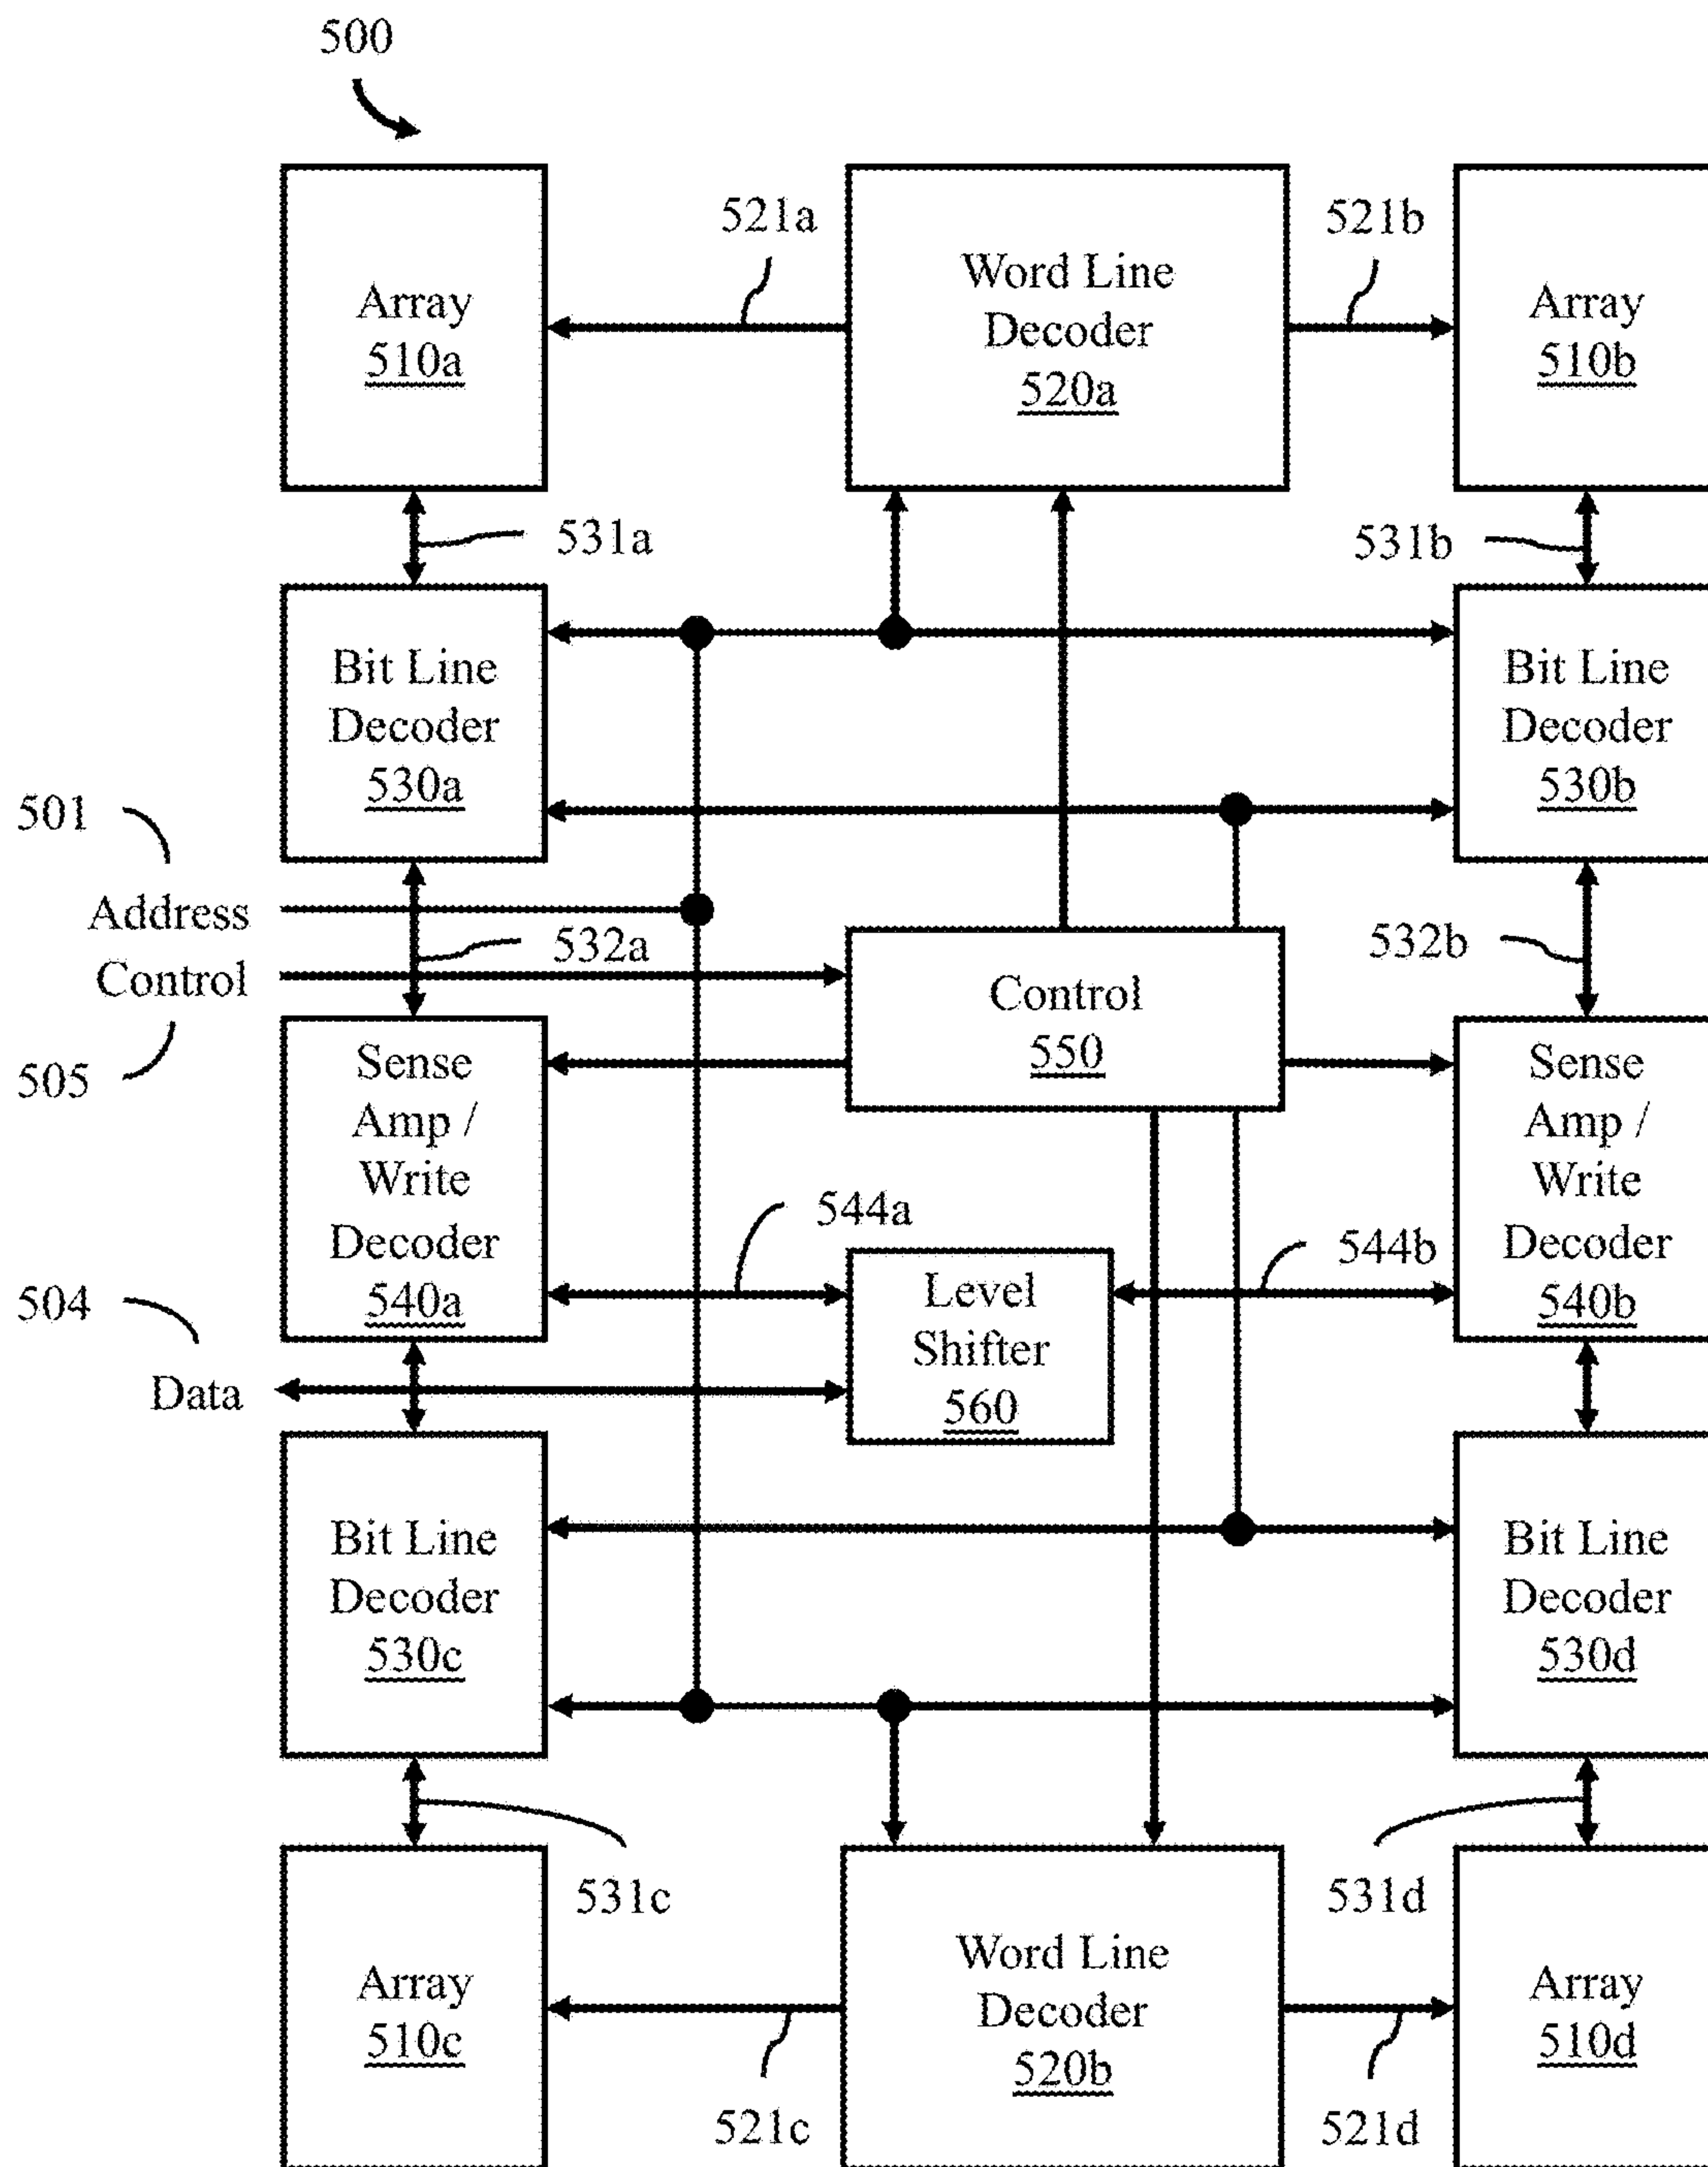 500
521a
521b
Array
510a
Word Line
Decoder
520a
Array
510b
531a
531b
Bit Line
Decoder
530a
Bit Line
Decoder
530b
501
Address
Control
505
532a
532b
Control
550
Sense
Amp /
Write
Decoder
540a
Sense
Amp /
Write
Decoder
540b
544a
544b
504
Data
Level
Shifter
560
Bit Line
Decoder
530c
Bit Line
Decoder
530d
531c
531d
Array
510c
Word Line
Decoder
520b
Array
510d
521c
521d